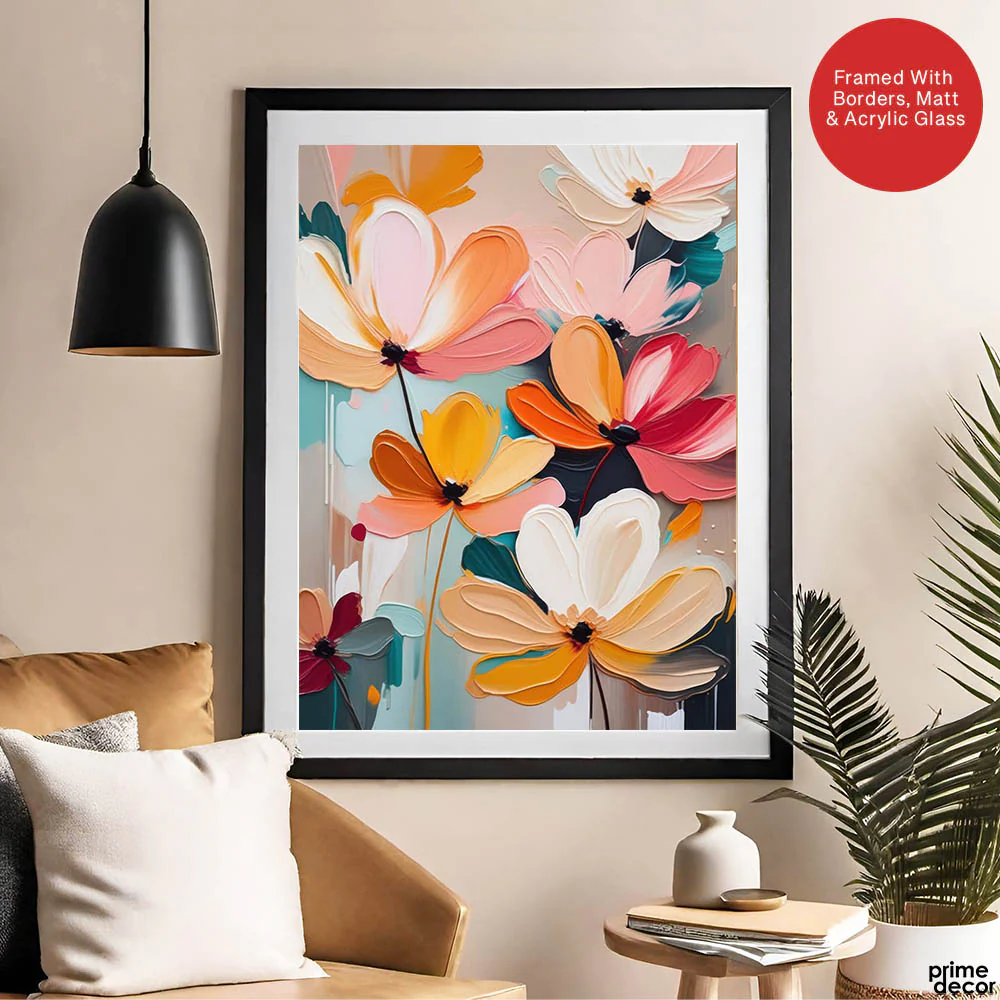 Framed With
Borders, Matt
& Acrylic Glass
prime
decor